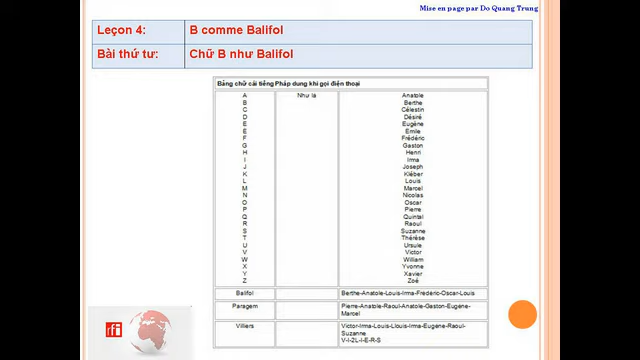 Mise en page par Do Quang Trung
Leçon 4: B comme Balifol
Bài thứ tư: Chữ B như Balifol
Bảng chữ cái tiếng Pháp dung khi gọi điện thoại
A Như là Anatole
B Berthe
C Célestin
D Désiré
E Eugène
E Emile
F Frédéric
G Gaston
H Henri
I Irma
J Joseph
K Kléber
L Louis
M Marcel
N Nicolas
O Oscar
P Pierre
Q Quintal
R Raoul
S Suzanne
T Thérèse
U Ursule
V Victor
W William
X Yvonne
Y Xavier
Z Zoé
Balifol Berthe-Anatole-Louis-Irma-Frédéric-Oscar-Louis
Paragem Pierre-Anatole-Raoul-Anatole-Gaston-Eugène-
Marcel
Villiers Victor-Irma-Louis-Llouis-Irma-Eugène-Raoul-
Suzanne
V-I-2L-I-E-R-S
rfi